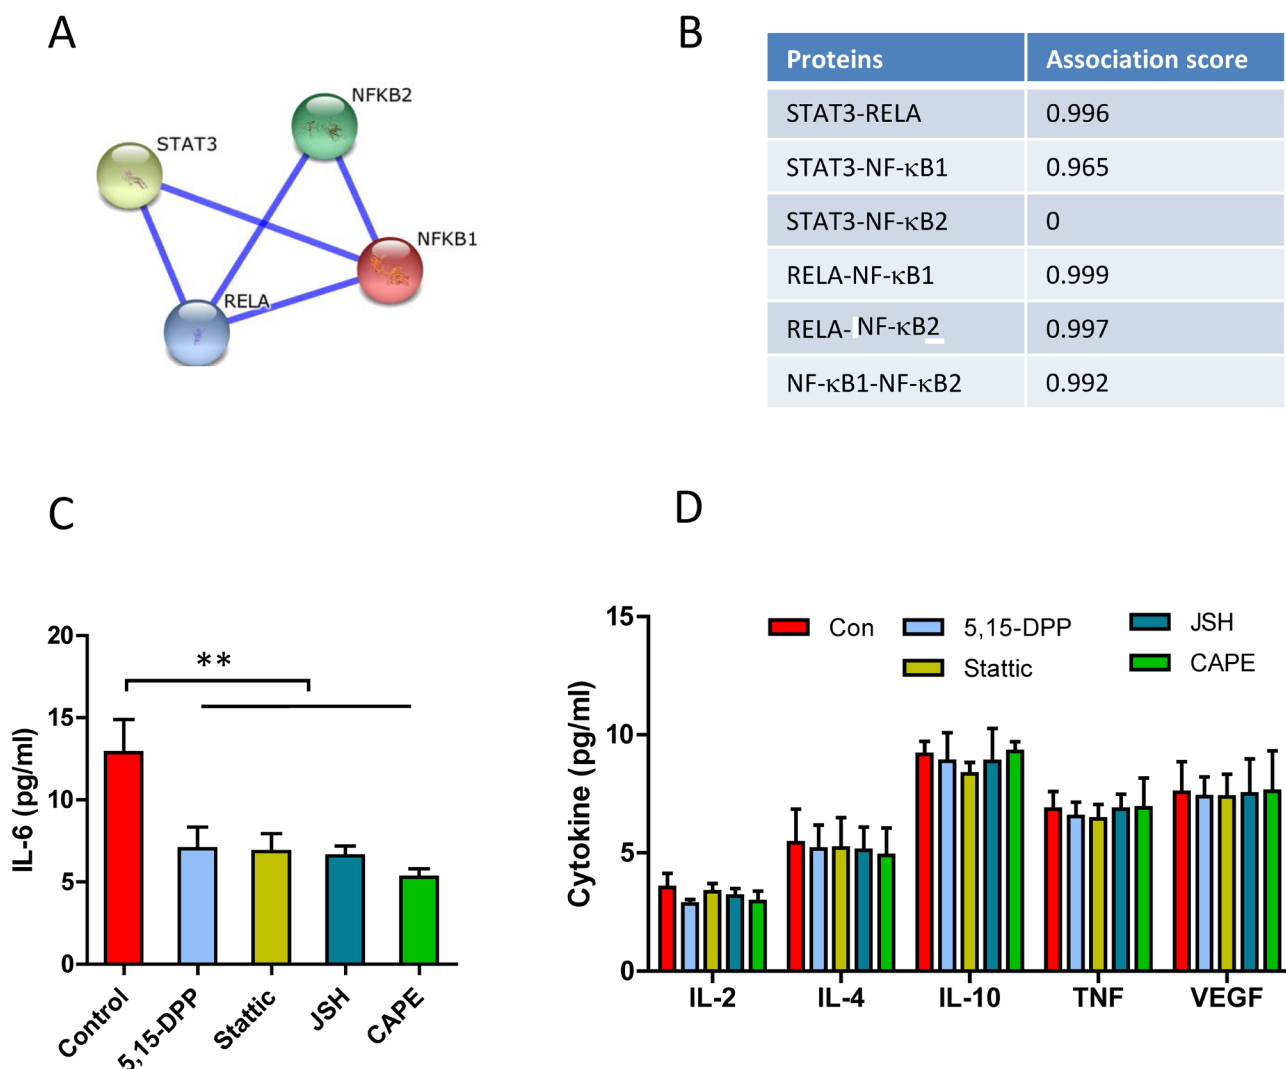 A
NFKB2
STAT3
NFKB1
RELA
B
Proteins Association score
STAT3-RELA 0.996
STAT3-NF-κB1 0.965
STAT3-NF-κB2 0
RELA-NF-κB1 0.999
RELA- NF-κB2 0.997
NF-κB1-NF-κB2 0.992
C
IL-6 (pg/ml)
20
15
10
5
0
**
Control 5,15-DPP Stattic JSH CAPE
D
Cytokine (pg/ml)
15
10
5
0
Con 5,15-DPP JSH
Stattic CAPE
IL-2 IL-4 IL-10 TNF VEGF